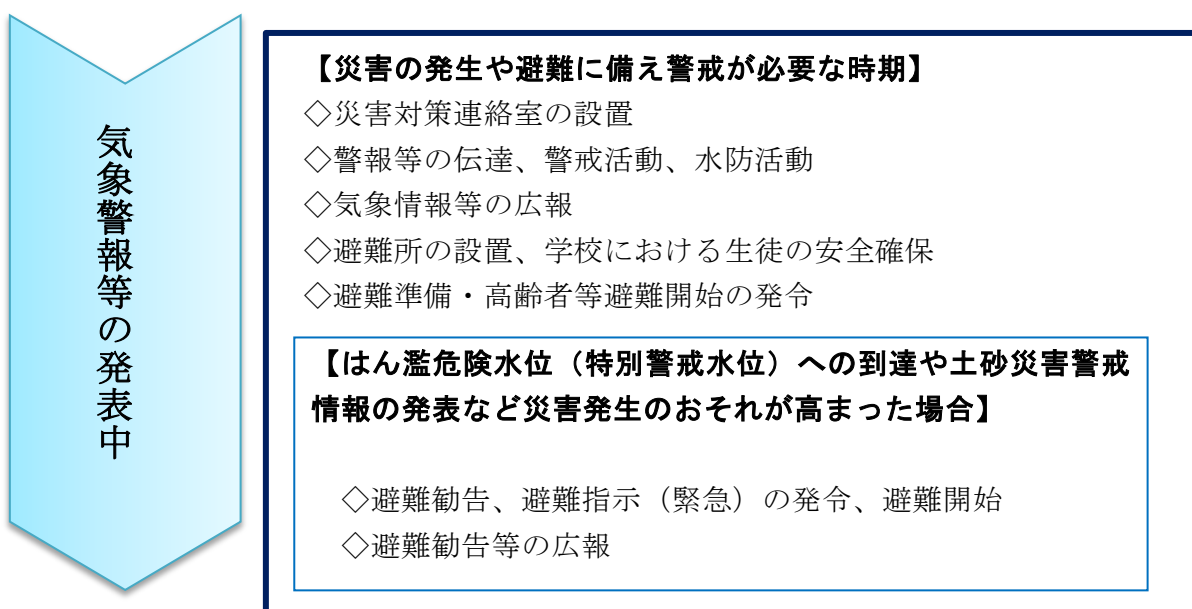 気象警報等の発表中
【災害の発生や避難に備え警戒が必要な時期】
◇災害対策連絡室の設置
◇警報等の伝達、警戒活動、水防活動
◇気象情報等の広報
◇避難所の設置、学校における生徒の安全確保
◇避難準備・高齢者等避難開始の発令
【はん濫危険水位（特別警戒水位）への到達や土砂災害警戒
情報の発表など災害発生のおそれが高まった場合】
◇避難勧告、避難指示（緊急）の発令、避難開始
◇避難勧告等の広報